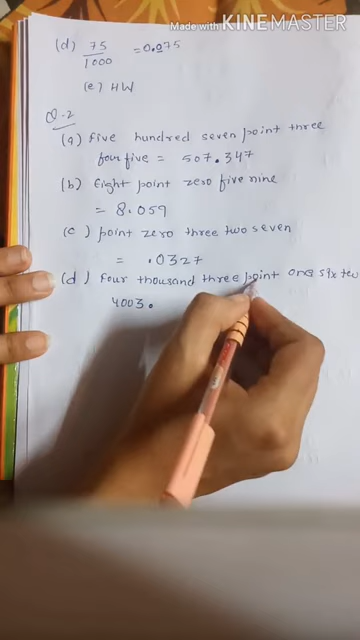 Made with KINEMASTER
(d) 75/1000 = 0.075
(e) HW
Q-2
(a) Five hundred seven point three
four five = 507.347
(b) Eight point zero five nine
= 8.059
(c) point zero three two seven
= .0327
(d) Four thousand three point one six
4003.